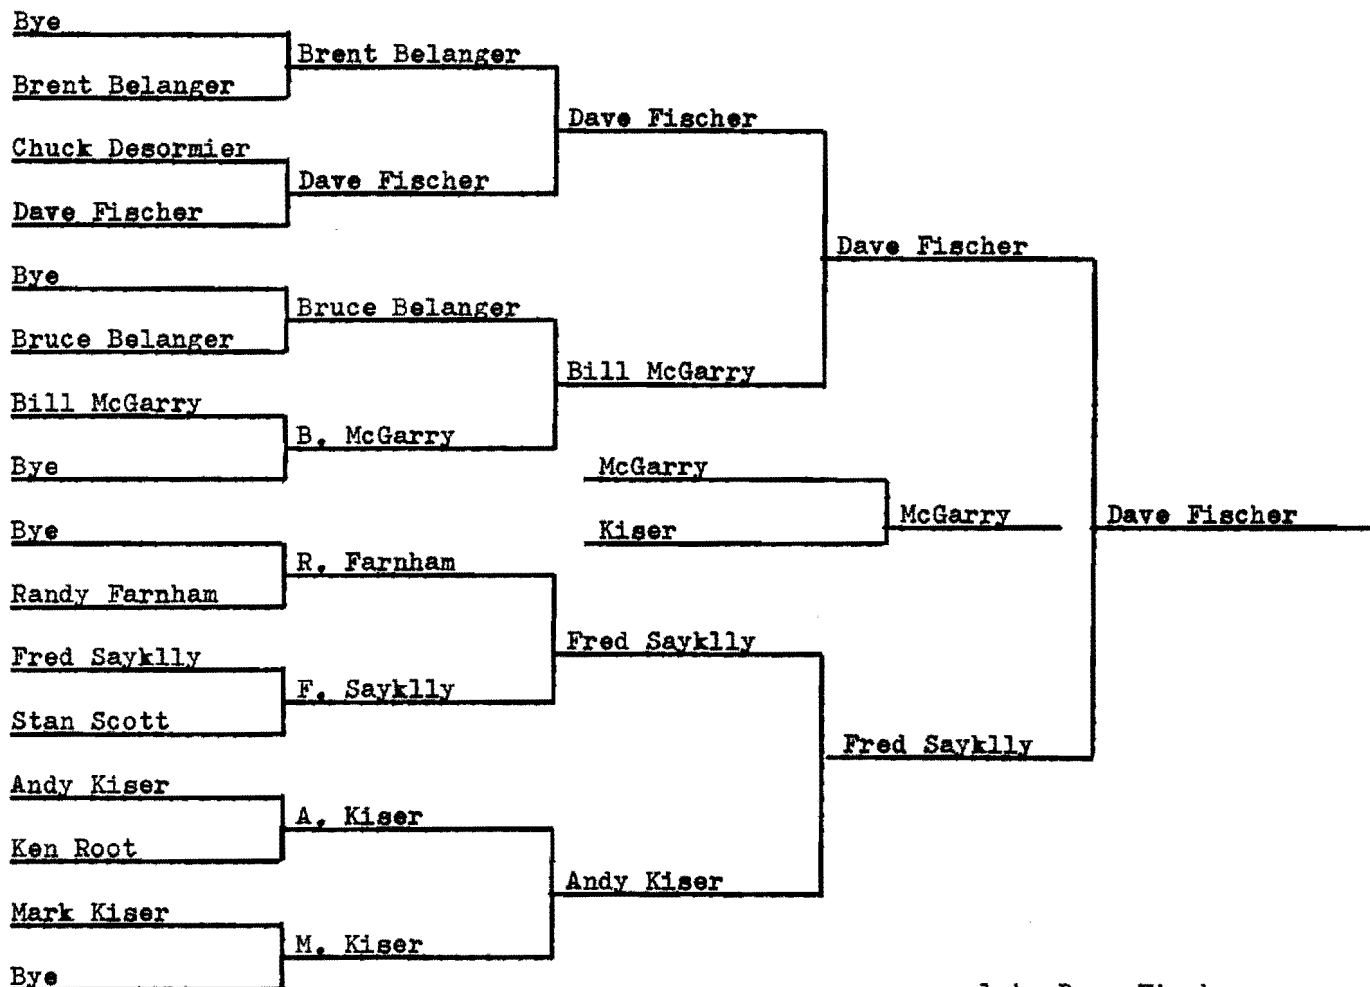 Bye
Brent Belanger
Chuck Desormier
Dave Fischer
Bye
Bruce Belanger
Bill McGarry
Bye
Bye
Randy Farnham
Fred Sayklly
Stan Scott
Andy Kiser
Ken Root
Mark Kiser
Bye
Brent Belanger
Dave Fischer
Bruce Belanger
B. McGarry
R. Farnham
F. Sayklly
A. Kiser
M. Kiser
Dave Fischer
Bill McGarry
Fred Sayklly
Andy Kiser
McGarry
Kiser
McGarry
Dave Fischer
Fred Sayklly
Dave Fischer